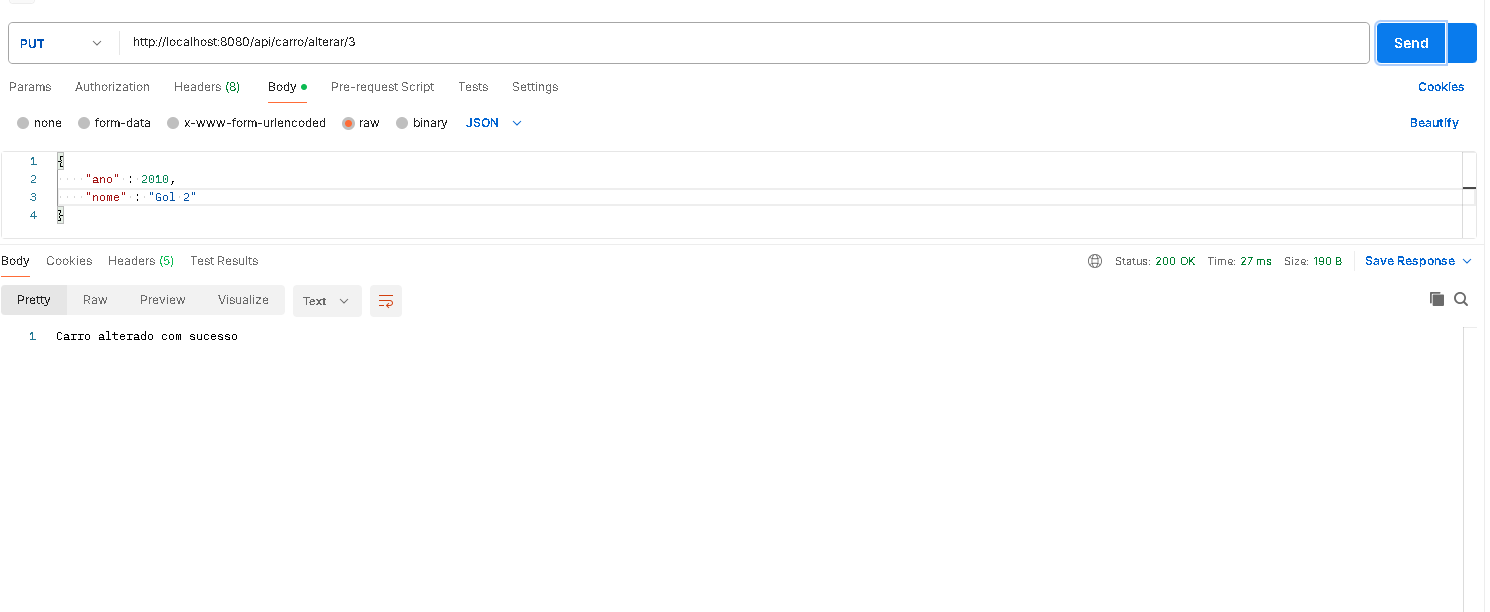 PUT http://localhost:8080/api/carro/alterar/3 Send
Params Authorization Headers (8) Body Pre-request Script Tests Settings Cookies
none form-data x-www-form-urlencoded raw binary JSON Beautify
1 {
2 "ano" : 2010,
3 "nome" : "Gol 2"
4 }
Body Cookies Headers (5) Test Results Status: 200 OK Time: 27 ms Size: 190 B Save Response
Pretty Raw Preview Visualize Text
1 Carro alterado com sucesso